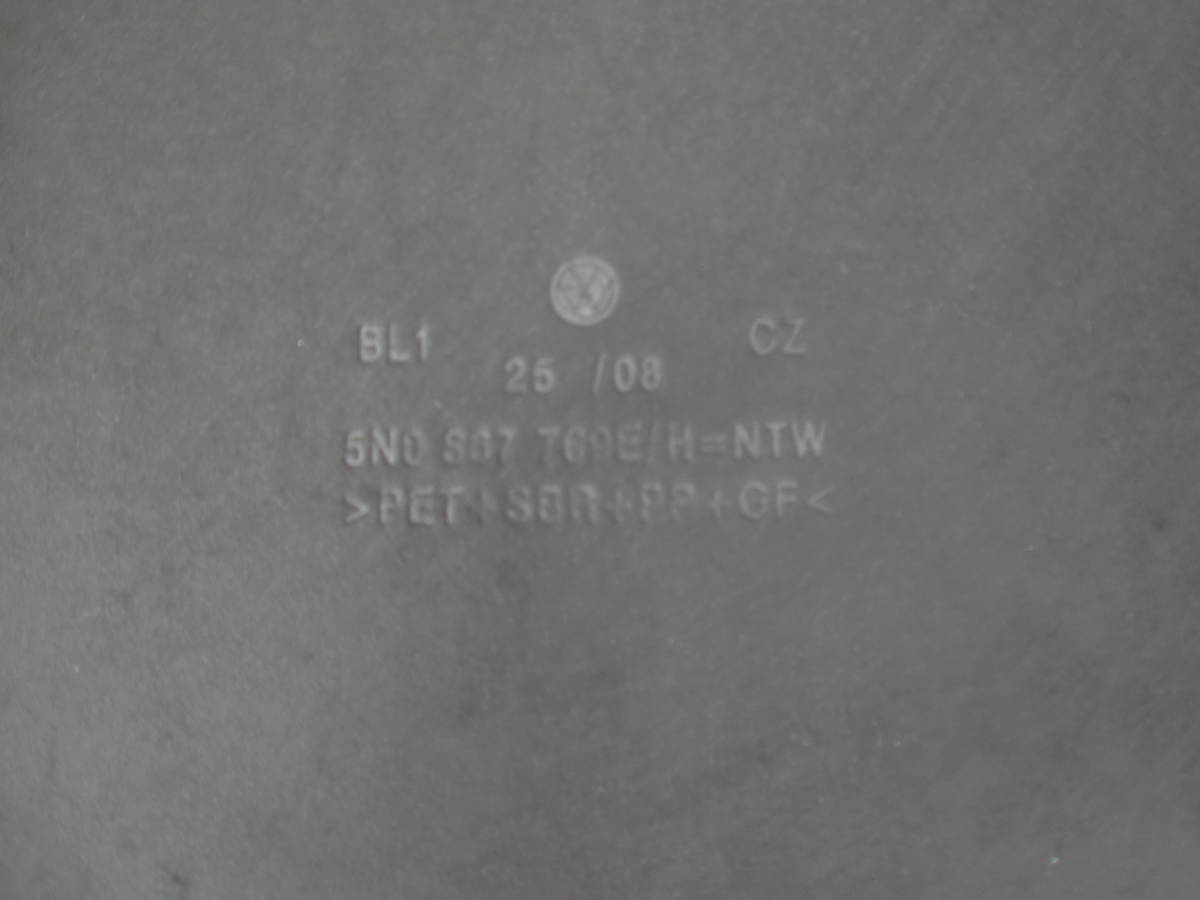 BL1 CZ
25 /08
5N0 867 769E/H=NTW
>PET+SBR+PP+GF<